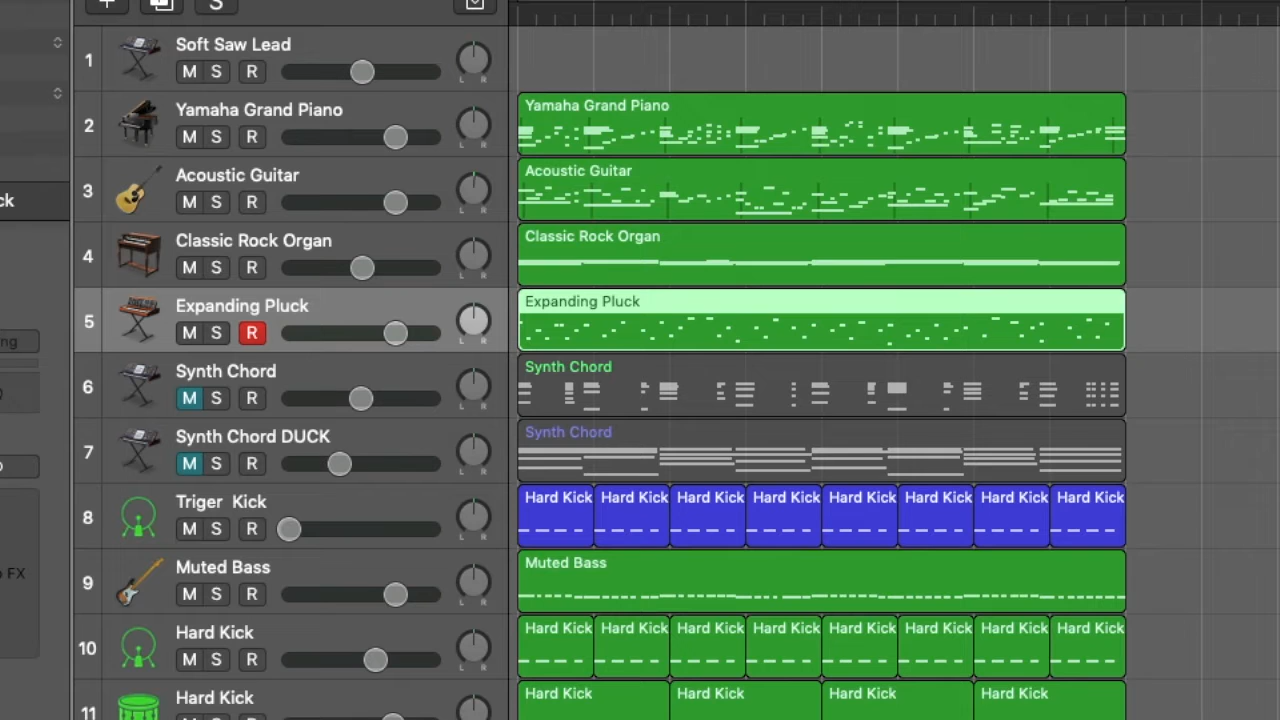 S
1 Soft Saw Lead
M S R
L R
2 Yamaha Grand Piano
M S R
L R
Yamaha Grand Piano
3 Acoustic Guitar
M S R
L R
Acoustic Guitar
ck
4 Classic Rock Organ
M S R
L R
Classic Rock Organ
5 Expanding Pluck
M S R
L R
Expanding Pluck
ng
6 Synth Chord
M S R
L R
Synth Chord
7 Synth Chord DUCK
M S R
L R
Synth Chord
8 Triger Kick
M S R
L R
Hard Kick Hard Kick Hard Kick Hard Kick Hard Kick Hard Kick Hard Kick Hard Kick
9 Muted Bass
M S R
L R
Muted Bass
FX
10 Hard Kick
M S R
L R
Hard Kick Hard Kick Hard Kick Hard Kick Hard Kick Hard Kick Hard Kick Hard Kick
11 Hard Kick
Hard Kick Hard Kick Hard Kick Hard Kick